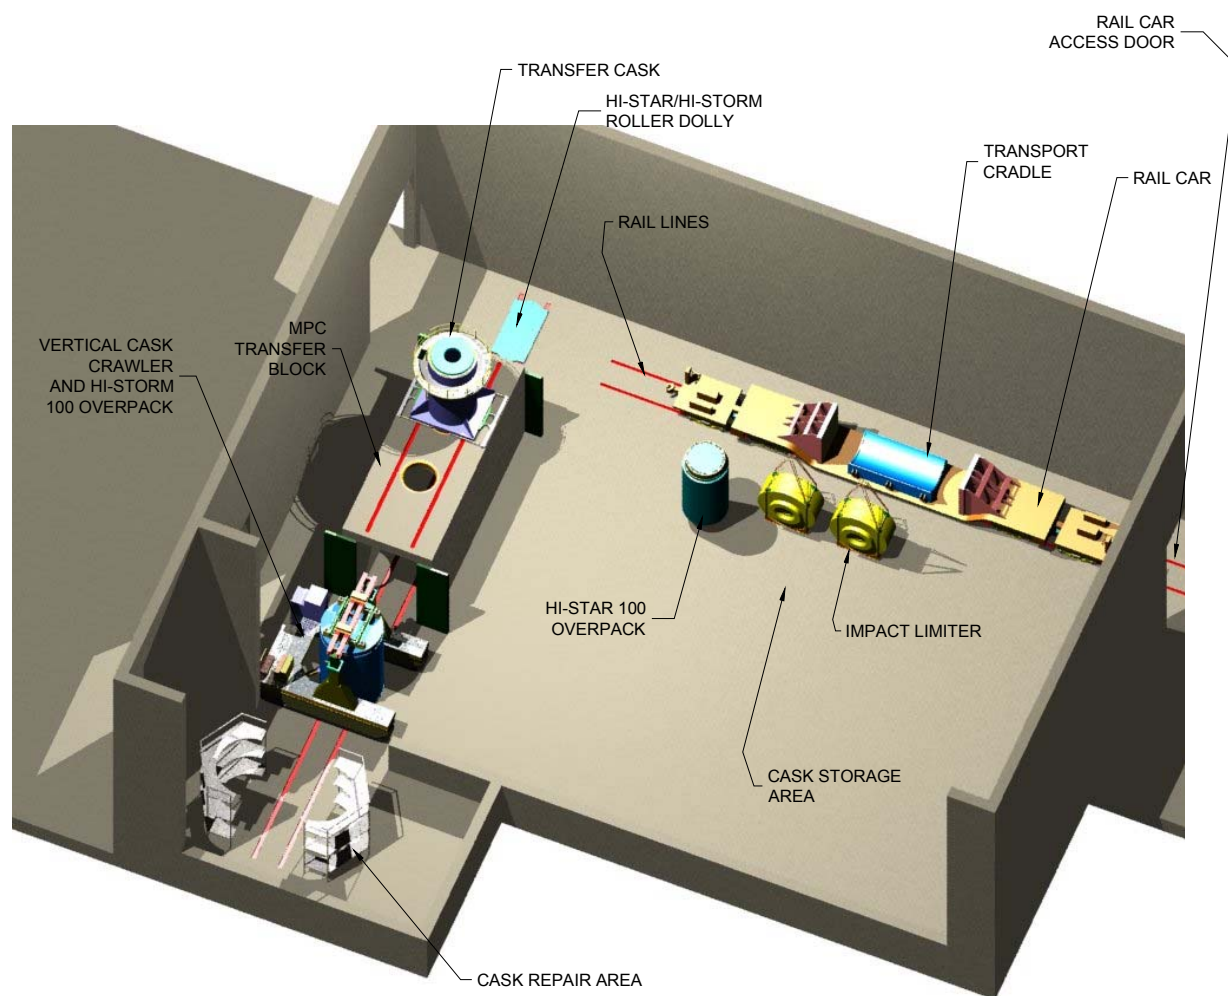 RAIL CAR
ACCESS DOOR
TRANSFER CASK
HI-STAR/HI-STORM
ROLLER DOLLY
TRANSPORT
CRADLE
RAIL CAR
RAIL LINES
MPC
TRANSFER
BLOCK
VERTICAL CASK
CRAWLER
AND HI-STORM
100 OVERPACK
HI-STAR 100
OVERPACK
IMPACT LIMITER
CASK STORAGE
AREA
CASK REPAIR AREA